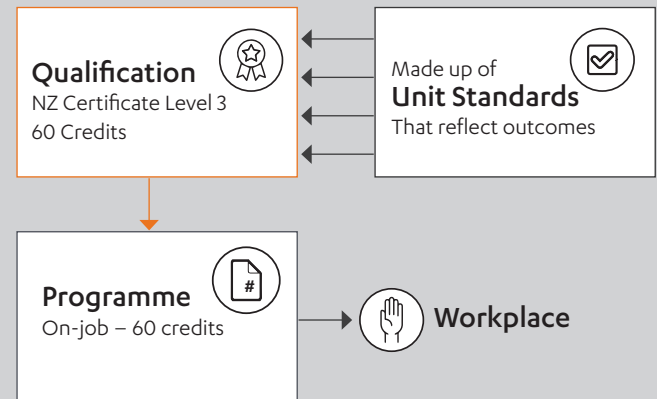 Qualification
NZ Certificate Level 3
60 Credits
Made up of
Unit Standards
That reflect outcomes
Programme
On-job – 60 credits
#
Workplace